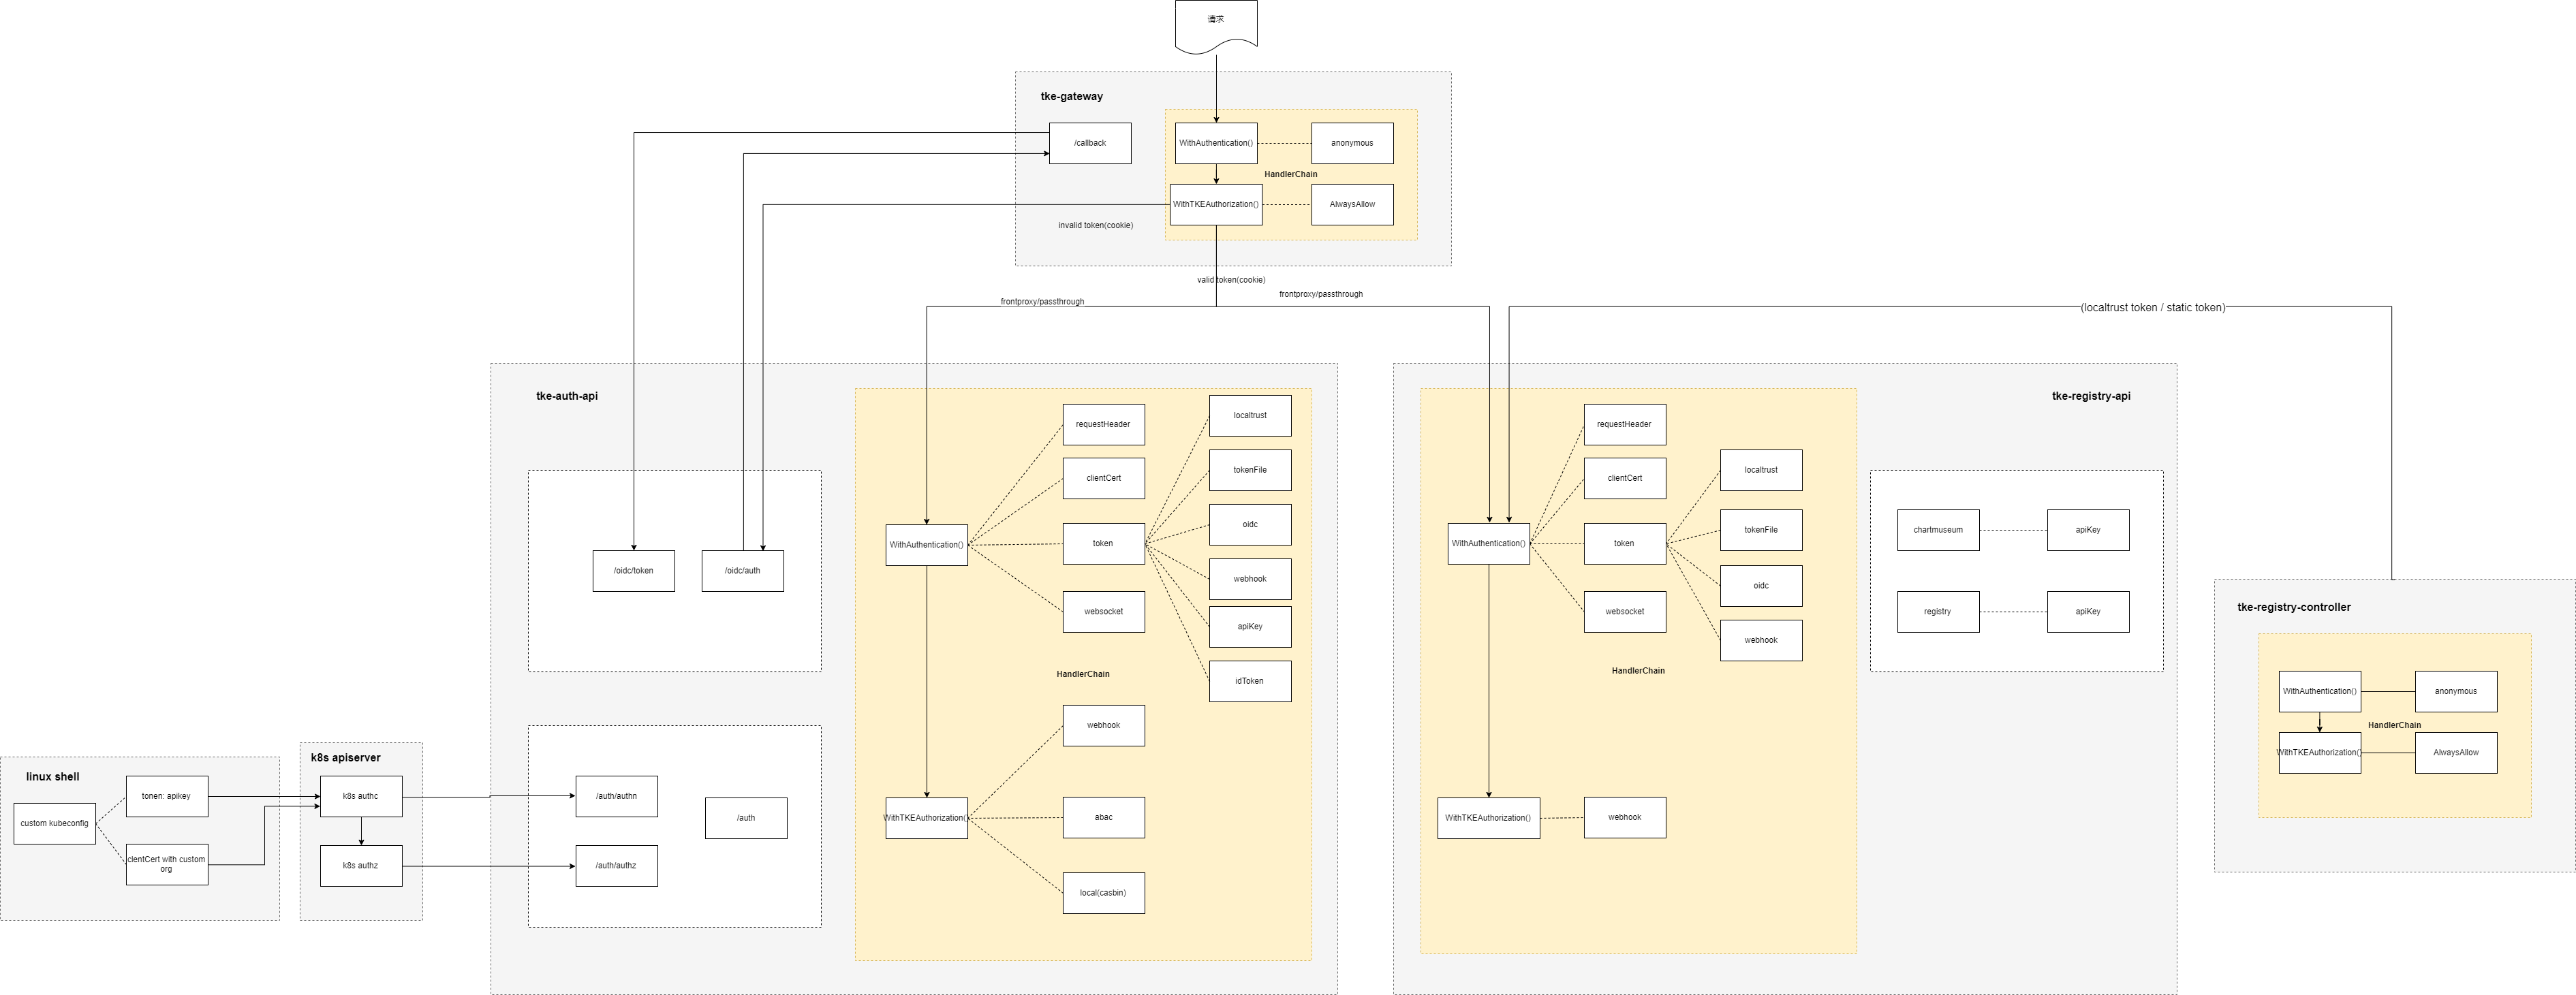 请求
tke-gateway
/callback
WithAuthentication()
anonymous
HandlerChain
WithTKEAuthorization()
AlwaysAllow
invalid token(cookie)
valid token(cookie)
frontproxy/passthrough
frontproxy/passthrough
(localtrust token / static token)
tke-auth-api
/oidc/token
/oidc/auth
WithAuthentication()
requestHeader
clientCert
token
websocket
localtrust
tokenFile
oidc
webhook
apiKey
idToken
HandlerChain
WithTKEAuthorization()
webhook
abac
local(casbin)
/auth/authn
/auth
/auth/authz
tke-registry-api
WithAuthentication()
requestHeader
clientCert
token
websocket
localtrust
tokenFile
oidc
webhook
HandlerChain
WithTKEAuthorization()
webhook
chartmuseum
apiKey
registry
apiKey
tke-registry-controller
WithAuthentication()
anonymous
HandlerChain
WithTKEAuthorization()
AlwaysAllow
linux shell
custom kubeconfig
tonen: apikey
clentCert with custom
org
k8s apiserver
k8s authc
k8s authz